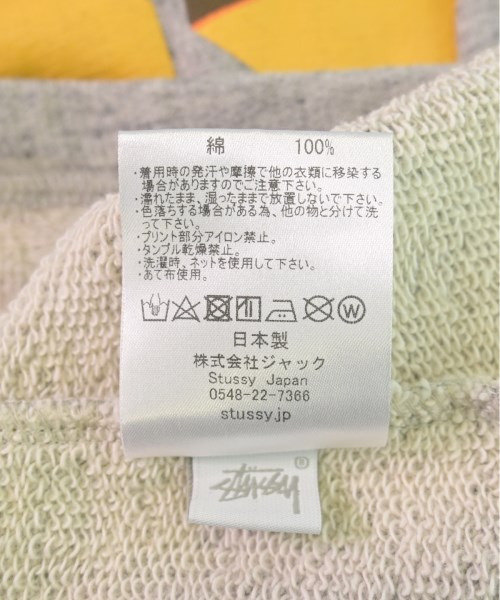 綿 100%
・着用時の発汗や摩擦で他の衣類に移染する
場合がありますのでご注意下さい。
・濡れたまま、湿ったままで放置しないで下さい。
・色落ちする場合がある為、他の物と分けて洗
って下さい。
・プリント部分アイロン禁止。
・タンブル乾燥禁止。
・洗濯時、ネットを使用して下さい。
・あて布使用。
W
日本製
株式会社ジャック
Stussy Japan
0548-22-7366
stussy.jp
Stüssy ®